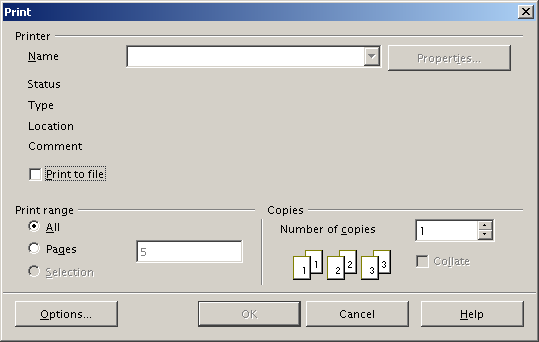 Print
Printer
Name
Properties...
Status
Type
Location
Comment
Print to file
Print range
All
Pages
5
Selection
Copies
Number of copies
1
1 1 2 2 3 3
Collate
Options...
OK
Cancel
Help